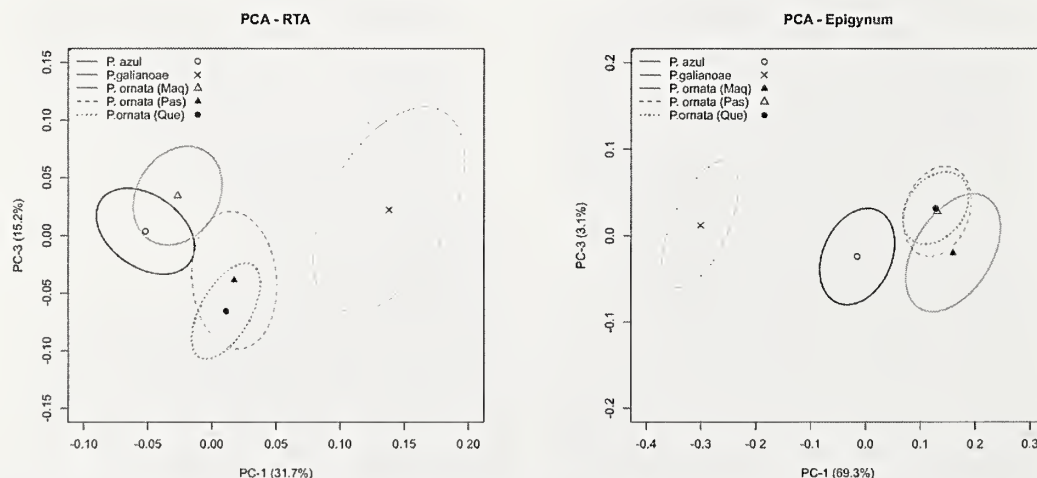 PCA - RTA
P. azul
P.galianoae
P. ornata (Maq)
P. ornata (Pas)
P.ornata (Que)
0.15
0.10
0.05
0.00
-0.05
-0.10
-0.15
PC-3 (15.2%)
-0.10
-0.05
0.00
0.05
0.10
0.15
0 20
PC-1 (31.7%)
PCA - Epigynum
P. azul
P.galianoae
P. ornata (Maq)
P. ornata (Pas)
P.ornata (Que)
0.2
0.1
0.0
-0.1
-0.2
PC-3 (3.1%)
-0.4
-0.3
-0.2
-0.1
0.0
0.1
0.2
0.3
PC-1 (69.3%)